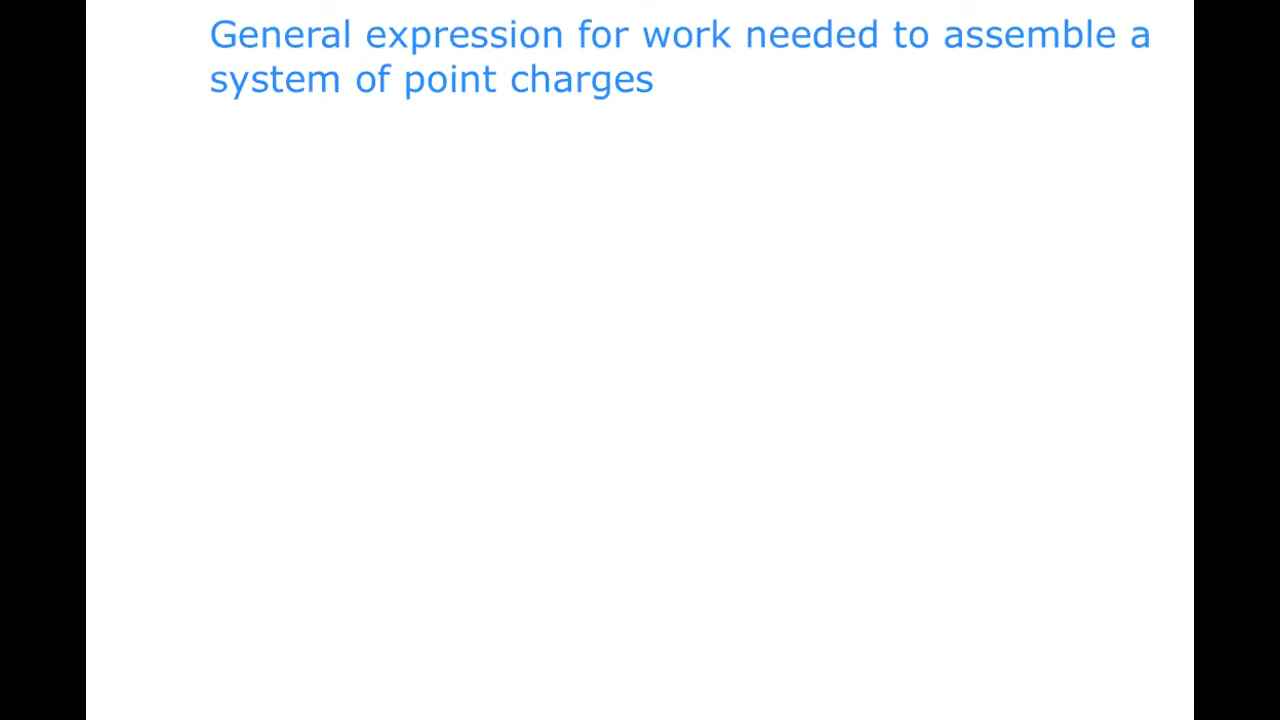 General expression for work needed to assemble a
system of point charges